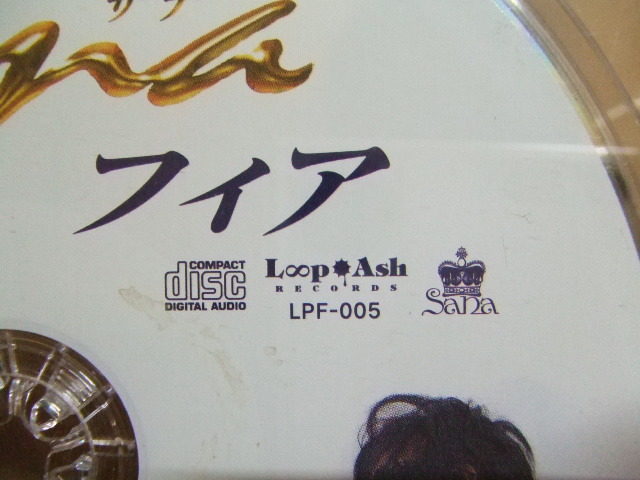 フィア
COMPACT
disc
DIGITAL AUDIO
Loop Ash
RECORDS
LPF-005
SaNa